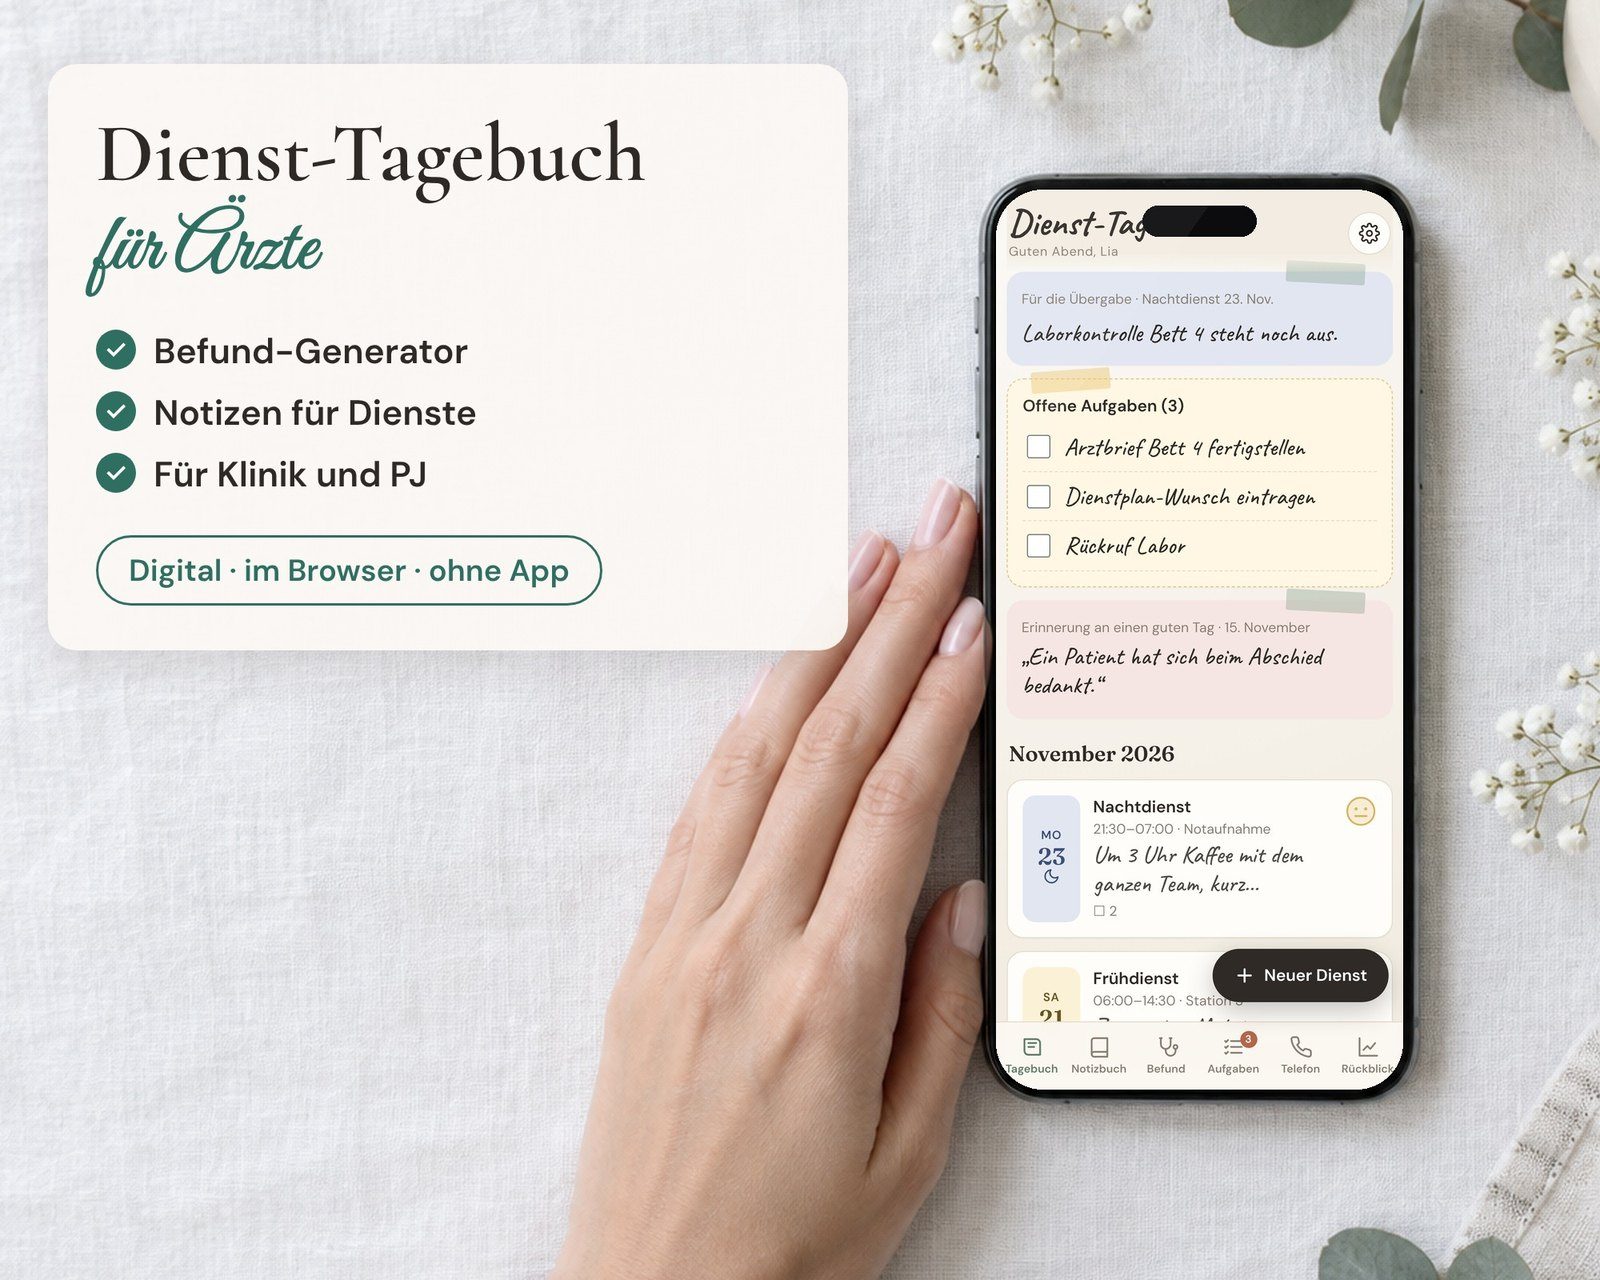 Dienst-Tagebuch
für Ärzte
Befund-Generator
Notizen für Dienste
Für Klinik und PJ
Digital · im Browser · ohne App
Dienst-Tag
Guten Abend, Lia
Für die Übergabe · Nachtdienst 23. Nov.
Laborkontrolle Bett 4 steht noch aus.
Offene Aufgaben (3)
Arztbrief Bett 4 fertigstellen
Dienstplan-Wunsch eintragen
Rückruf Labor
Erinnerung an einen guten Tag · 15. November
„Ein Patient hat sich beim Abschied
bedankt.“
November 2026
MO
23
Nachtdienst
21:30–07:00 · Notaufnahme
Um 3 Uhr Kaffee mit dem
ganzen Team, kurz...
2
SA
21
Frühdienst
06:00–14:30 · Station
+ Neuer Dienst
3
Tagebuch
Notizbuch
Befund
Aufgaben
Telefon
Rückblick